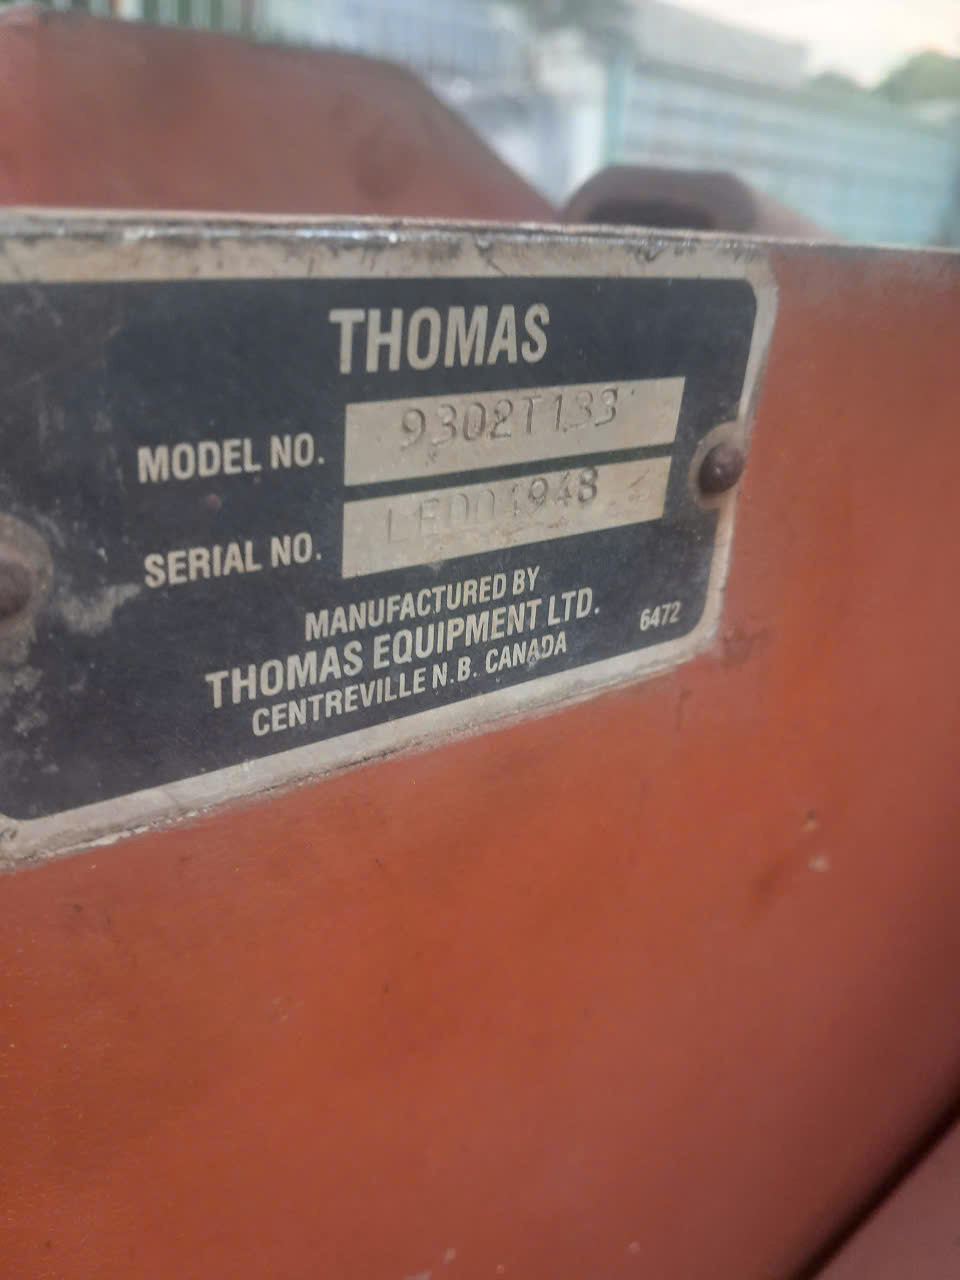 THOMAS
MODEL NO. 9302T133
SERIAL NO.
MANUFACTURED BY
THOMAS EQUIPMENT LTD.
CENTREVILLE N.B. CANADA
6472